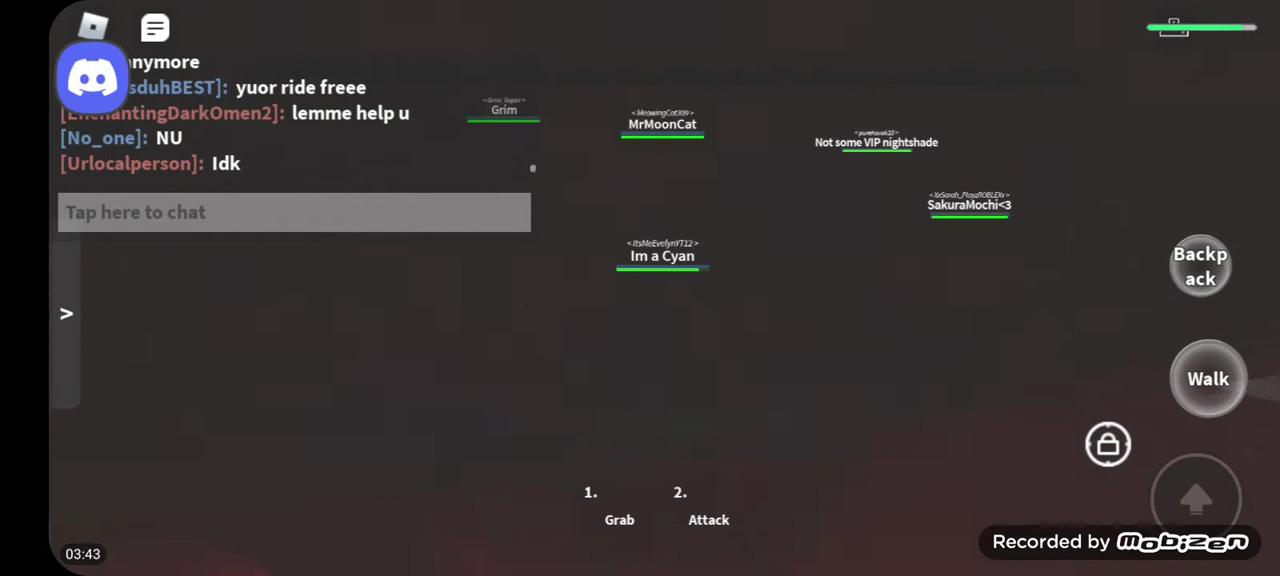 nymore
sduhBEST]: yuor ride freee
[EnchantingDarkOmen2]: lemme help u
[No_one]: NU
[Urlocalperson]: Idk
Tap here to chat
>
Grim
<MeowingCat309>
MrMoonCat
Not some VIP nightshade
SakuraMochi<3
<ItsMeEvelynYT12>
Im a Cyan
Backp
ack
Walk
1. 2.
Grab Attack
03:43
Recorded by mobizen